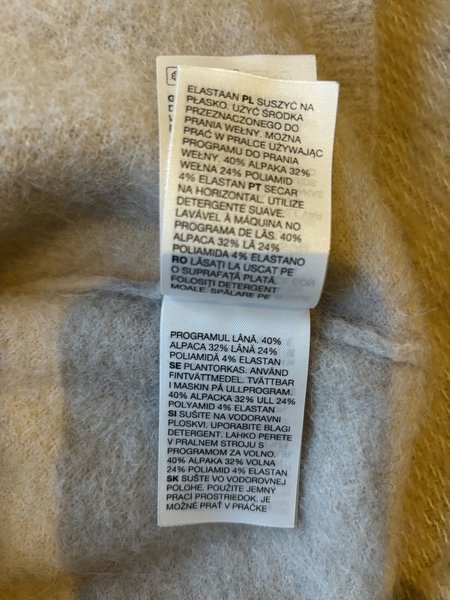 ELASTAAN PL SUSZYĆ NA
PŁASKO. UŻYĆ ŚRODKA
PRZEZNACZONEGO DO
PRANIA WEŁNY. MOŻNA
PRAĆ W PRALCE UŻYWAJĄC
PROGRAMU DO PRANIA
WEŁNY. 40% ALPAKA 32%
WEŁNA 24% POLIAMID
4% ELASTAN PT SECAR
NA HORIZONTAL. UTILIZE
DETERGENTE SUAVE.
LAVÁVEL À MÁQUINA NO
PROGRAMA DE LÃS. 40%
ALPACA 32% LÃ 24%
POLIAMIDA 4% ELASTANO
RO LĂSAȚI LA USCAT PE
O SUPRAFAȚĂ PLATĂ.
FOLOSIȚI DETERGENT
MOALE. SPĂLARE PE
PROGRAMUL LÂNĂ. 40%
ALPACA 32% LÂNĂ 24%
POLIAMIDĂ 4% ELASTAN
SE PLANTORKAS. ANVÄND
FINTVÄTTMEDEL. TVÄTTBAR
I MASKIN PÅ ULLPROGRAM.
40% ALPACKA 32% ULL 24%
POLYAMID 4% ELASTAN
SI SUŠITE NA VODORAVNI
PLOSKVI. UPORABITE BLAGI
DETERGENT. LAHKO PERETE
V PRALNEM STROJU S
PROGRAMOM ZA VOLNO.
40% ALPAKA 32% VOLNA
24% POLIAMID 4% ELASTAN
SK SUŠTE VO VODOROVNEJ
POLOHE. POUŽITE JEMNÝ
PRACÍ PROSTRIEDOK. JE
MOŽNÉ PRAŤ V PRÁČKE